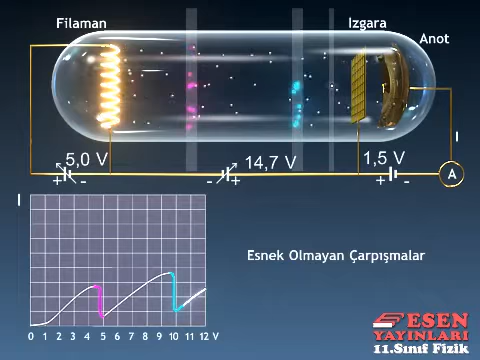 Filaman
Izgara
Anot
I
5,0 V
14,7 V
1,5 V
A
+ -
- +
+ -
I
Esnek Olmayan Çarpışmalar
0 1 2 3 4 5 6 7 8 9 10 11 12 V
ESEN
YAYINLARI
11.Sınıf Fizik